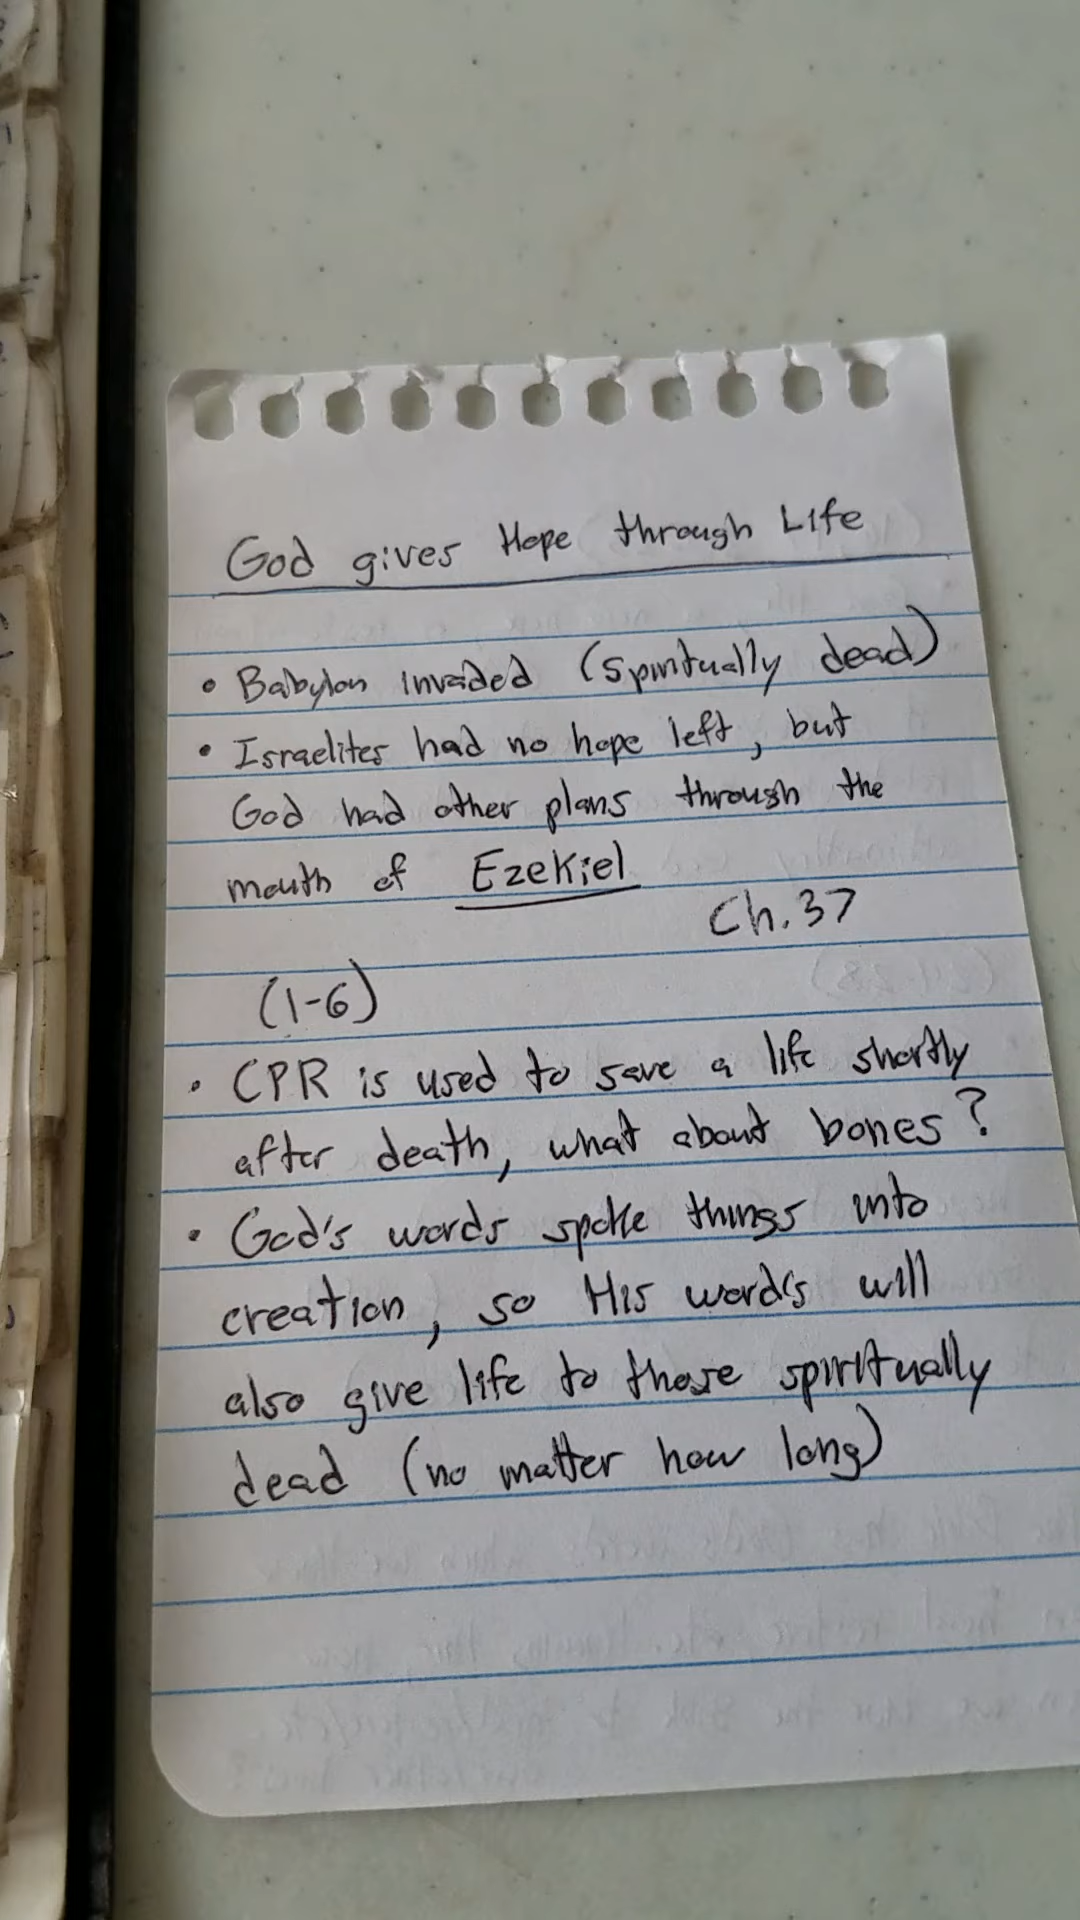 God gives Hope through Life
• Babylon invaded (Spiritually dead)
• Israelites had no hope left, but
God had other plans through the
mouth of Ezekiel
Ch. 37
(1-6)
• CPR is used to save a life shortly
after death, what about bones?
• God's words spoke things into
creation, so His words will
also give life to those spiritually
dead (no matter how long)